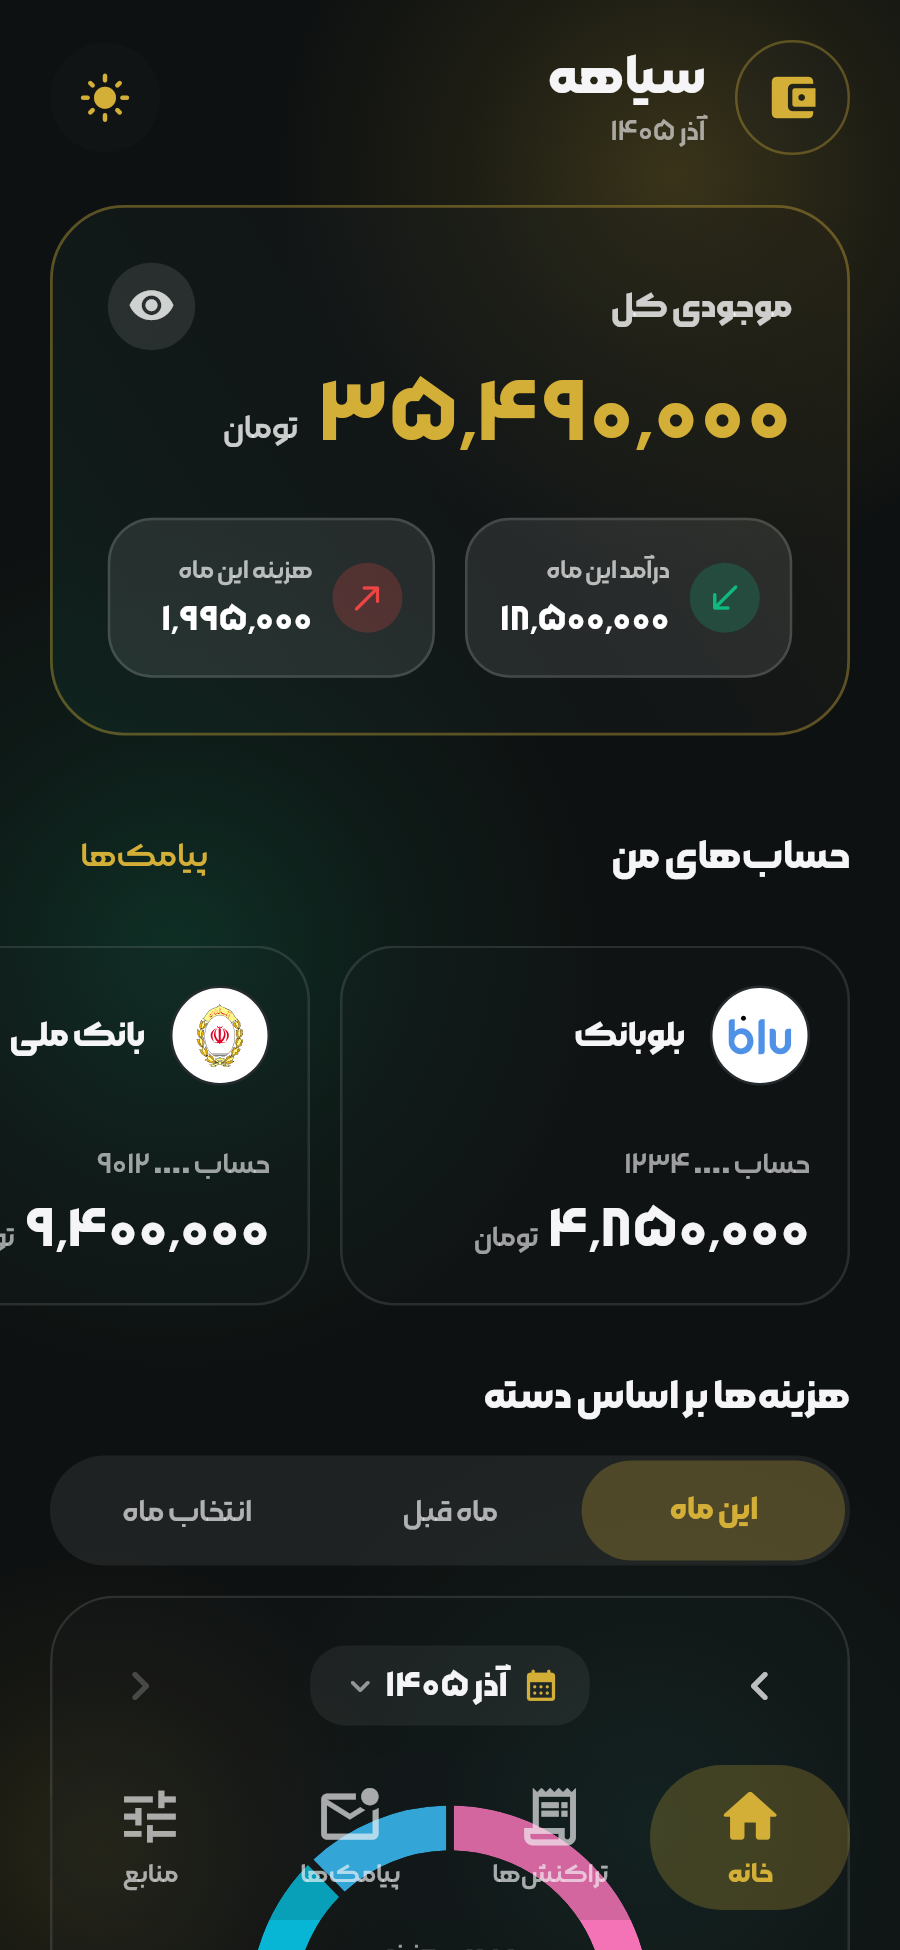 سیاهه
آذر ۱۴۰۵
موجودی کل
۳۵,۴۹۰,۰۰۰ تومان
درآمد این ماه
۱۸,۵۰۰,۰۰۰
هزینه این ماه
۱,۹۹۵,۰۰۰
حساب‌های من
پیامک‌ها
blu
بلوبانک
حساب .... ۱۲۳۴
۴,۸۵۰,۰۰۰ تومان
بانک ملی
حساب .... ۹۰۱۲
۹,۴۰۰,۰۰۰
هزینه‌ها بر اساس دسته
این ماه
ماه قبل
انتخاب ماه
آذر ۱۴۰۵
خانه
تراکنش‌ها
پیامک‌ها
منابع